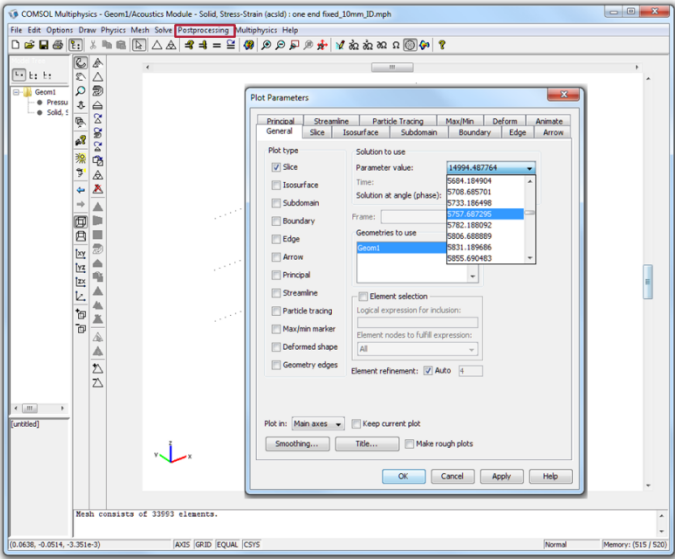 COMSOL Multiphysics - Geom1/Acoustics Module - Solid, Stress-Strain (acsld) : one end fixed_10mm_ID.mph
File Edit Options Draw Physics Mesh Solve Postprocessing Multiphysics Help
Geom1
Pressu
Solid, S
[untitled]
Plot Parameters
Principal Streamline Particle Tracing Max/Min Deform Animate
General Slice Isosurface Subdomain Boundary Edge Arrow
Plot type
Slice
Isosurface
Subdomain
Boundary
Edge
Arrow
Principal
Streamline
Particle tracing
Max/min marker
Deformed shape
Geometry edges
Solution to use
Parameter value: 14994.487764
Time:
Solution at angle (phase):
Frame:
5684.184904
5708.685701
5733.186498
5757.687295
5782.188092
5806.688889
5831.189686
5855.690483
Geometries to use
Geom1
Element selection
Logical expression for inclusion:
Element nodes to fulfill expression:
All
Element refinement: Auto 4
Plot in: Main axes Keep current plot
Smoothing... Title... Make rough plots
OK Cancel Apply Help
z
y x
Mesh consists of 33993 elements.
(0.0638, -0.0514, -3.351e-3) AXIS GRID EQUAL CSYS Normal Memory: (515 / 520)